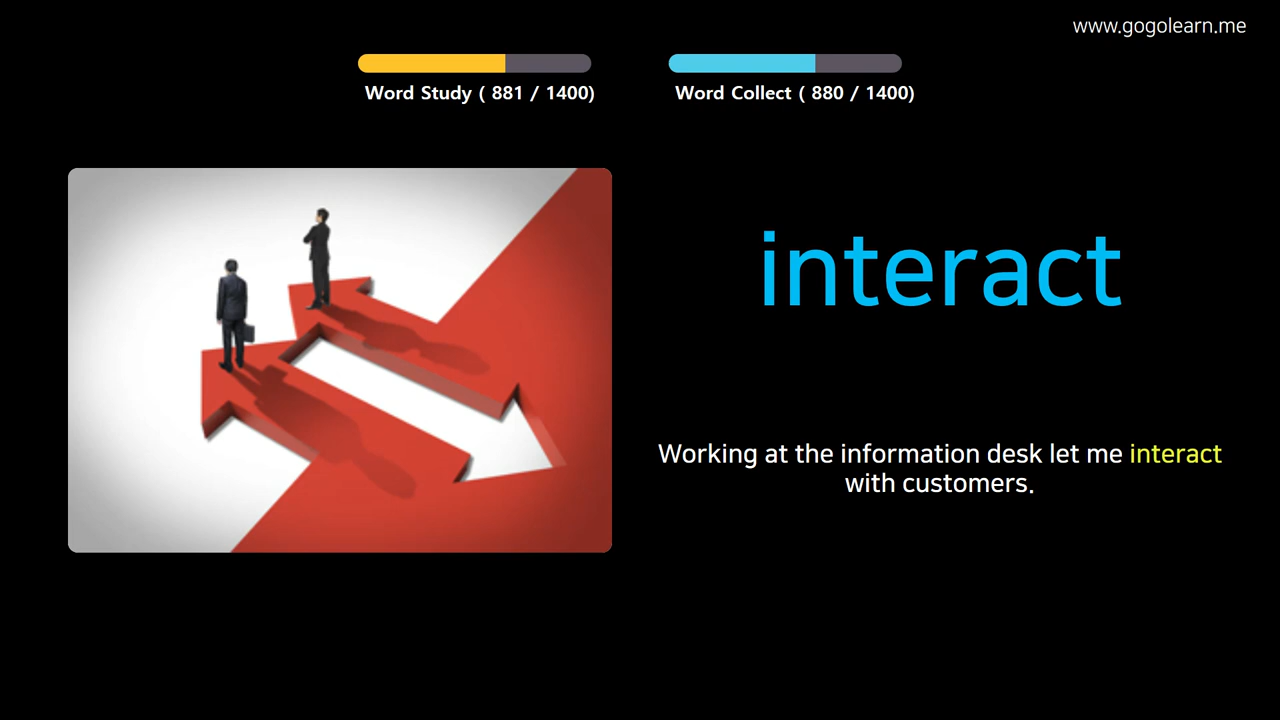 www.gogolearn.me
Word Study ( 881 / 1400)
Word Collect ( 880 / 1400)
interact
Working at the information desk let me interact
with customers.